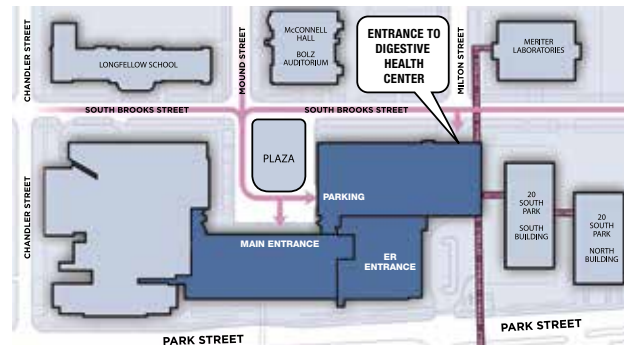 CHANDLER STREET
LONGFELLOW SCHOOL
MOUND STREET
McCONNELL
HALL
BOLZ
AUDITORIUM
ENTRANCE TO
DIGESTIVE
HEALTH
CENTER
MILTON STREET
MERITER
LABORATORIES
SOUTH BROOKS STREET
SOUTH BROOKS STREET
PLAZA
CHANDLER STREET
PARKING
MAIN ENTRANCE
ER
ENTRANCE
20
SOUTH
PARK
SOUTH
BUILDING
20
SOUTH
PARK
NORTH
BUILDING
PARK STREET
PARK STREET